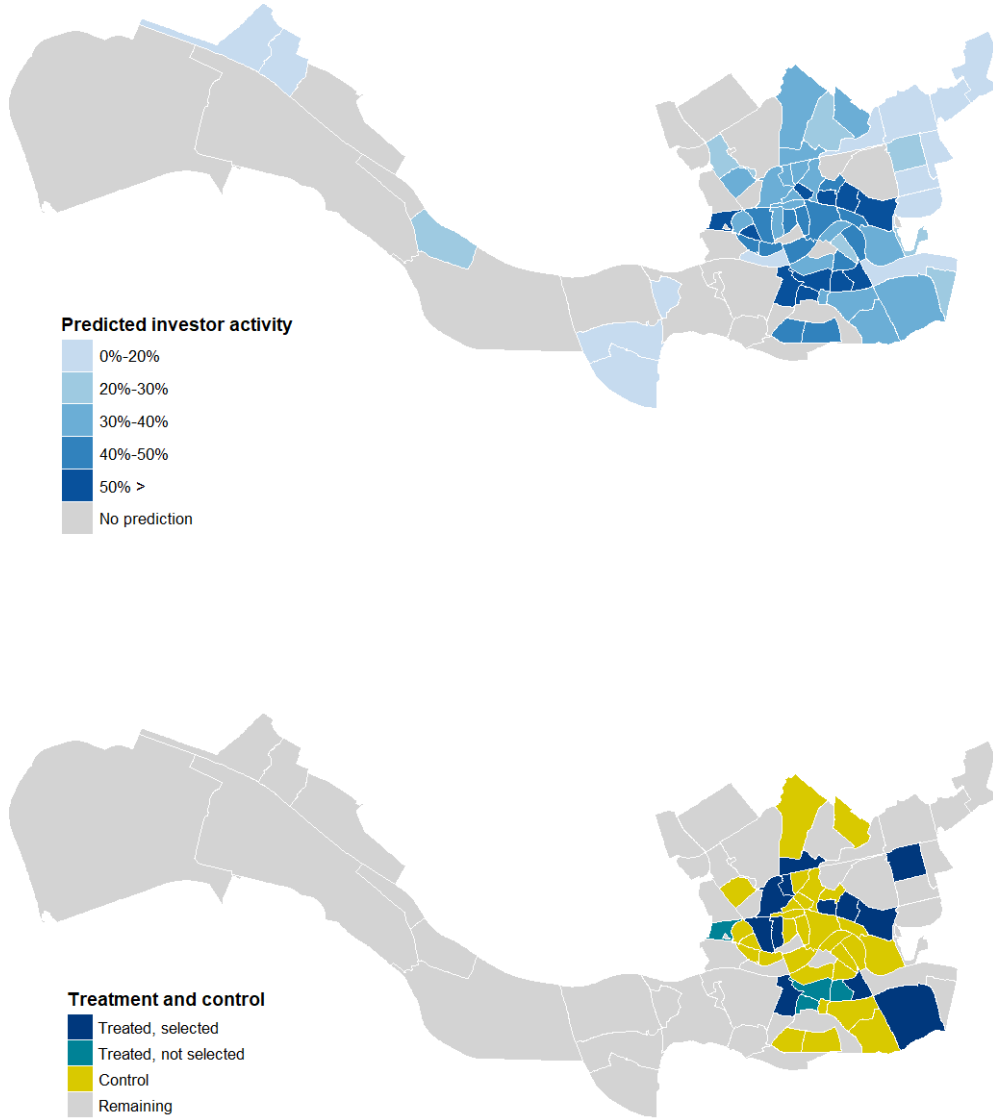 Predicted investor activity
0%-20%
20%-30%
30%-40%
40%-50%
50% >
No prediction
Treatment and control
Treated, selected
Treated, not selected
Control
Remaining